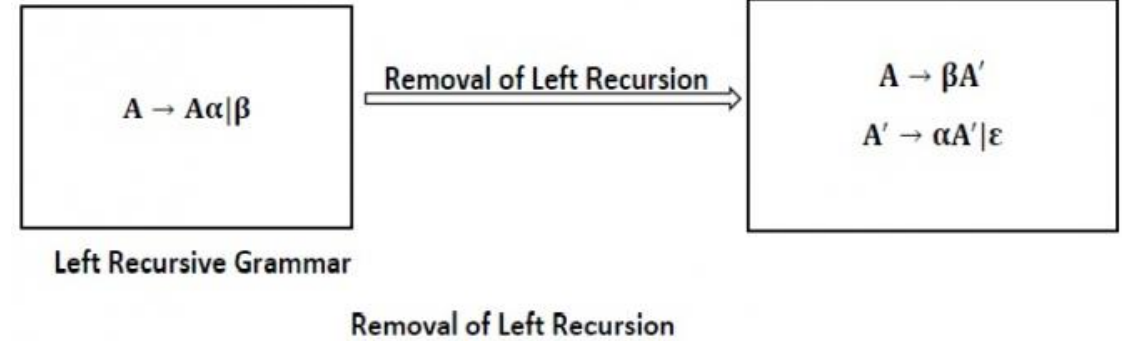 A → Aα|β
Removal of Left Recursion
A → βA′
A′ → αA′|ε
Left Recursive Grammar
Removal of Left Recursion